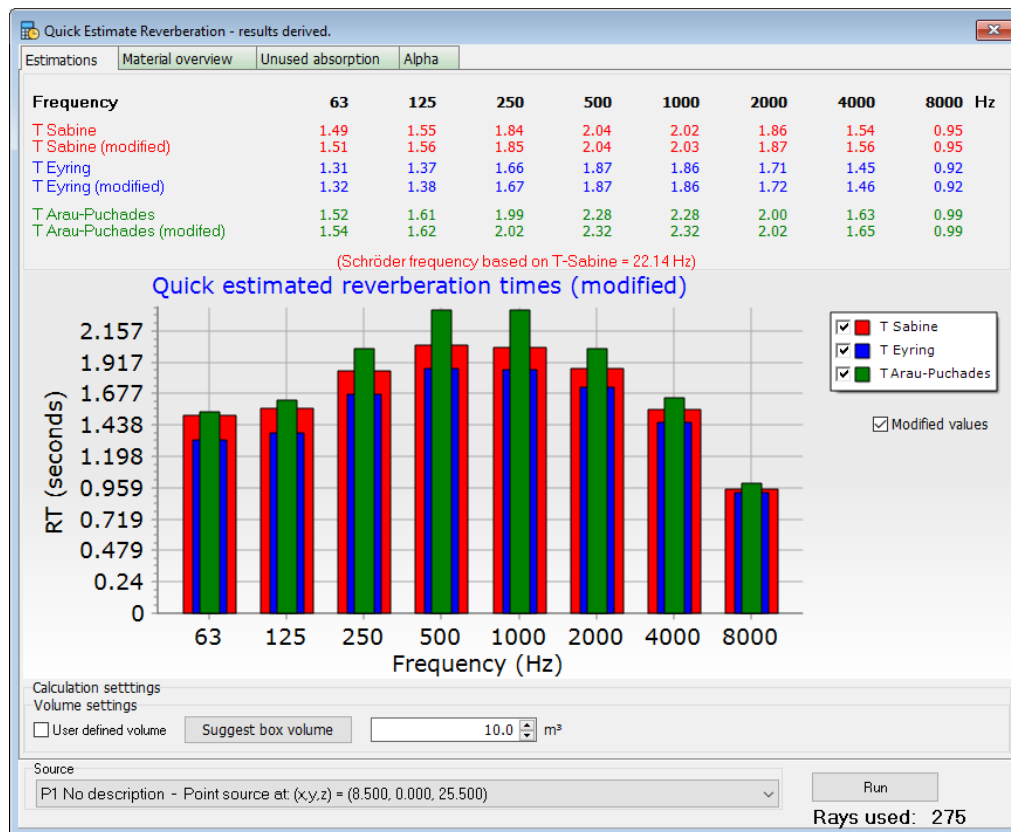 Quick Estimate Reverberation - results derived.
Estimations Material overview Unused absorption Alpha
Frequency 63 125 250 500 1000 2000 4000 8000 Hz
T Sabine 1.49 1.55 1.84 2.04 2.02 1.86 1.54 0.95
T Sabine (modified) 1.51 1.56 1.85 2.04 2.03 1.87 1.56 0.95
T Eyring 1.31 1.37 1.66 1.87 1.86 1.71 1.45 0.92
T Eyring (modified) 1.32 1.38 1.67 1.87 1.86 1.72 1.46 0.92
T Arau-Puchades 1.52 1.61 1.99 2.28 2.28 2.00 1.63 0.99
T Arau-Puchades (modifed) 1.54 1.62 2.02 2.32 2.32 2.02 1.65 0.99
(Schröder frequency based on T-Sabine = 22.14 Hz)
Quick estimated reverberation times (modified)
RT (seconds)
2.157
1.917
1.677
1.438
1.198
0.959
0.719
0.479
0.24
0
63 125 250 500 1000 2000 4000 8000
Frequency (Hz)
T Sabine
T Eyring
T Arau-Puchades
Modified values
Calculation setttings
Volume settings
User defined volume Suggest box volume 10.0 m³
Source
P1 No description - Point source at: (x,y,z) = (8.500, 0.000, 25.500)
Run
Rays used: 275